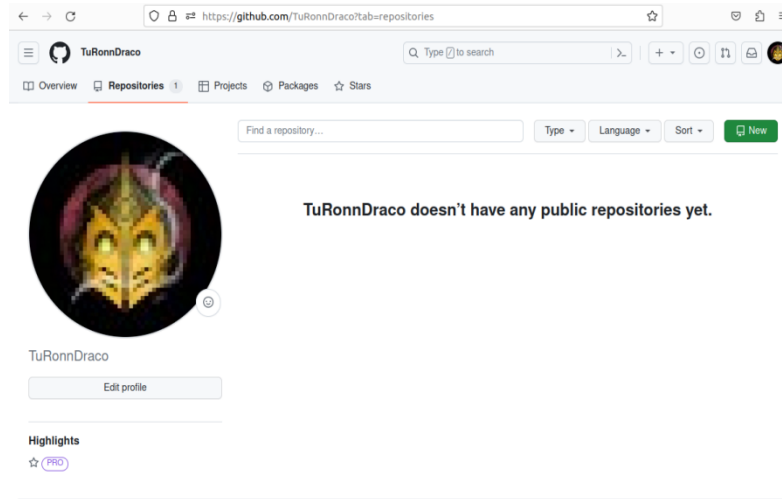 https://github.com/TuRonnDraco?tab=repositories
TuRonnDraco
Type / to search
Overview
Repositories 1
Projects
Packages
Stars
Find a repository…
Type
Language
Sort
New
TuRonnDraco doesn’t have any public repositories yet.
TuRonnDraco
Edit profile
Highlights
PRO